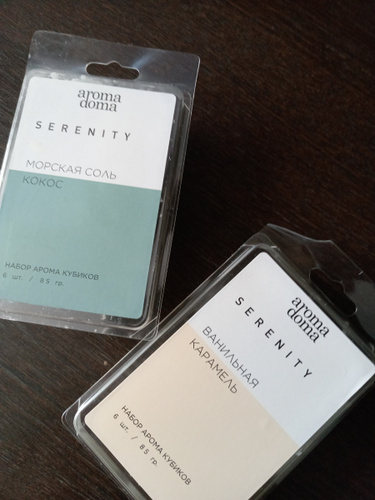 aroma
doma
SERENITY
МОРСКАЯ СОЛЬ
КОКОС
НАБОР АРОМА КУБИКОВ
6 шт. / 85 гр.
aroma
doma
SERENITY
ВАНИЛЬНАЯ
КАРАМЕЛЬ
НАБОР АРОМА КУБИКОВ
6 шт. / 85 гр.